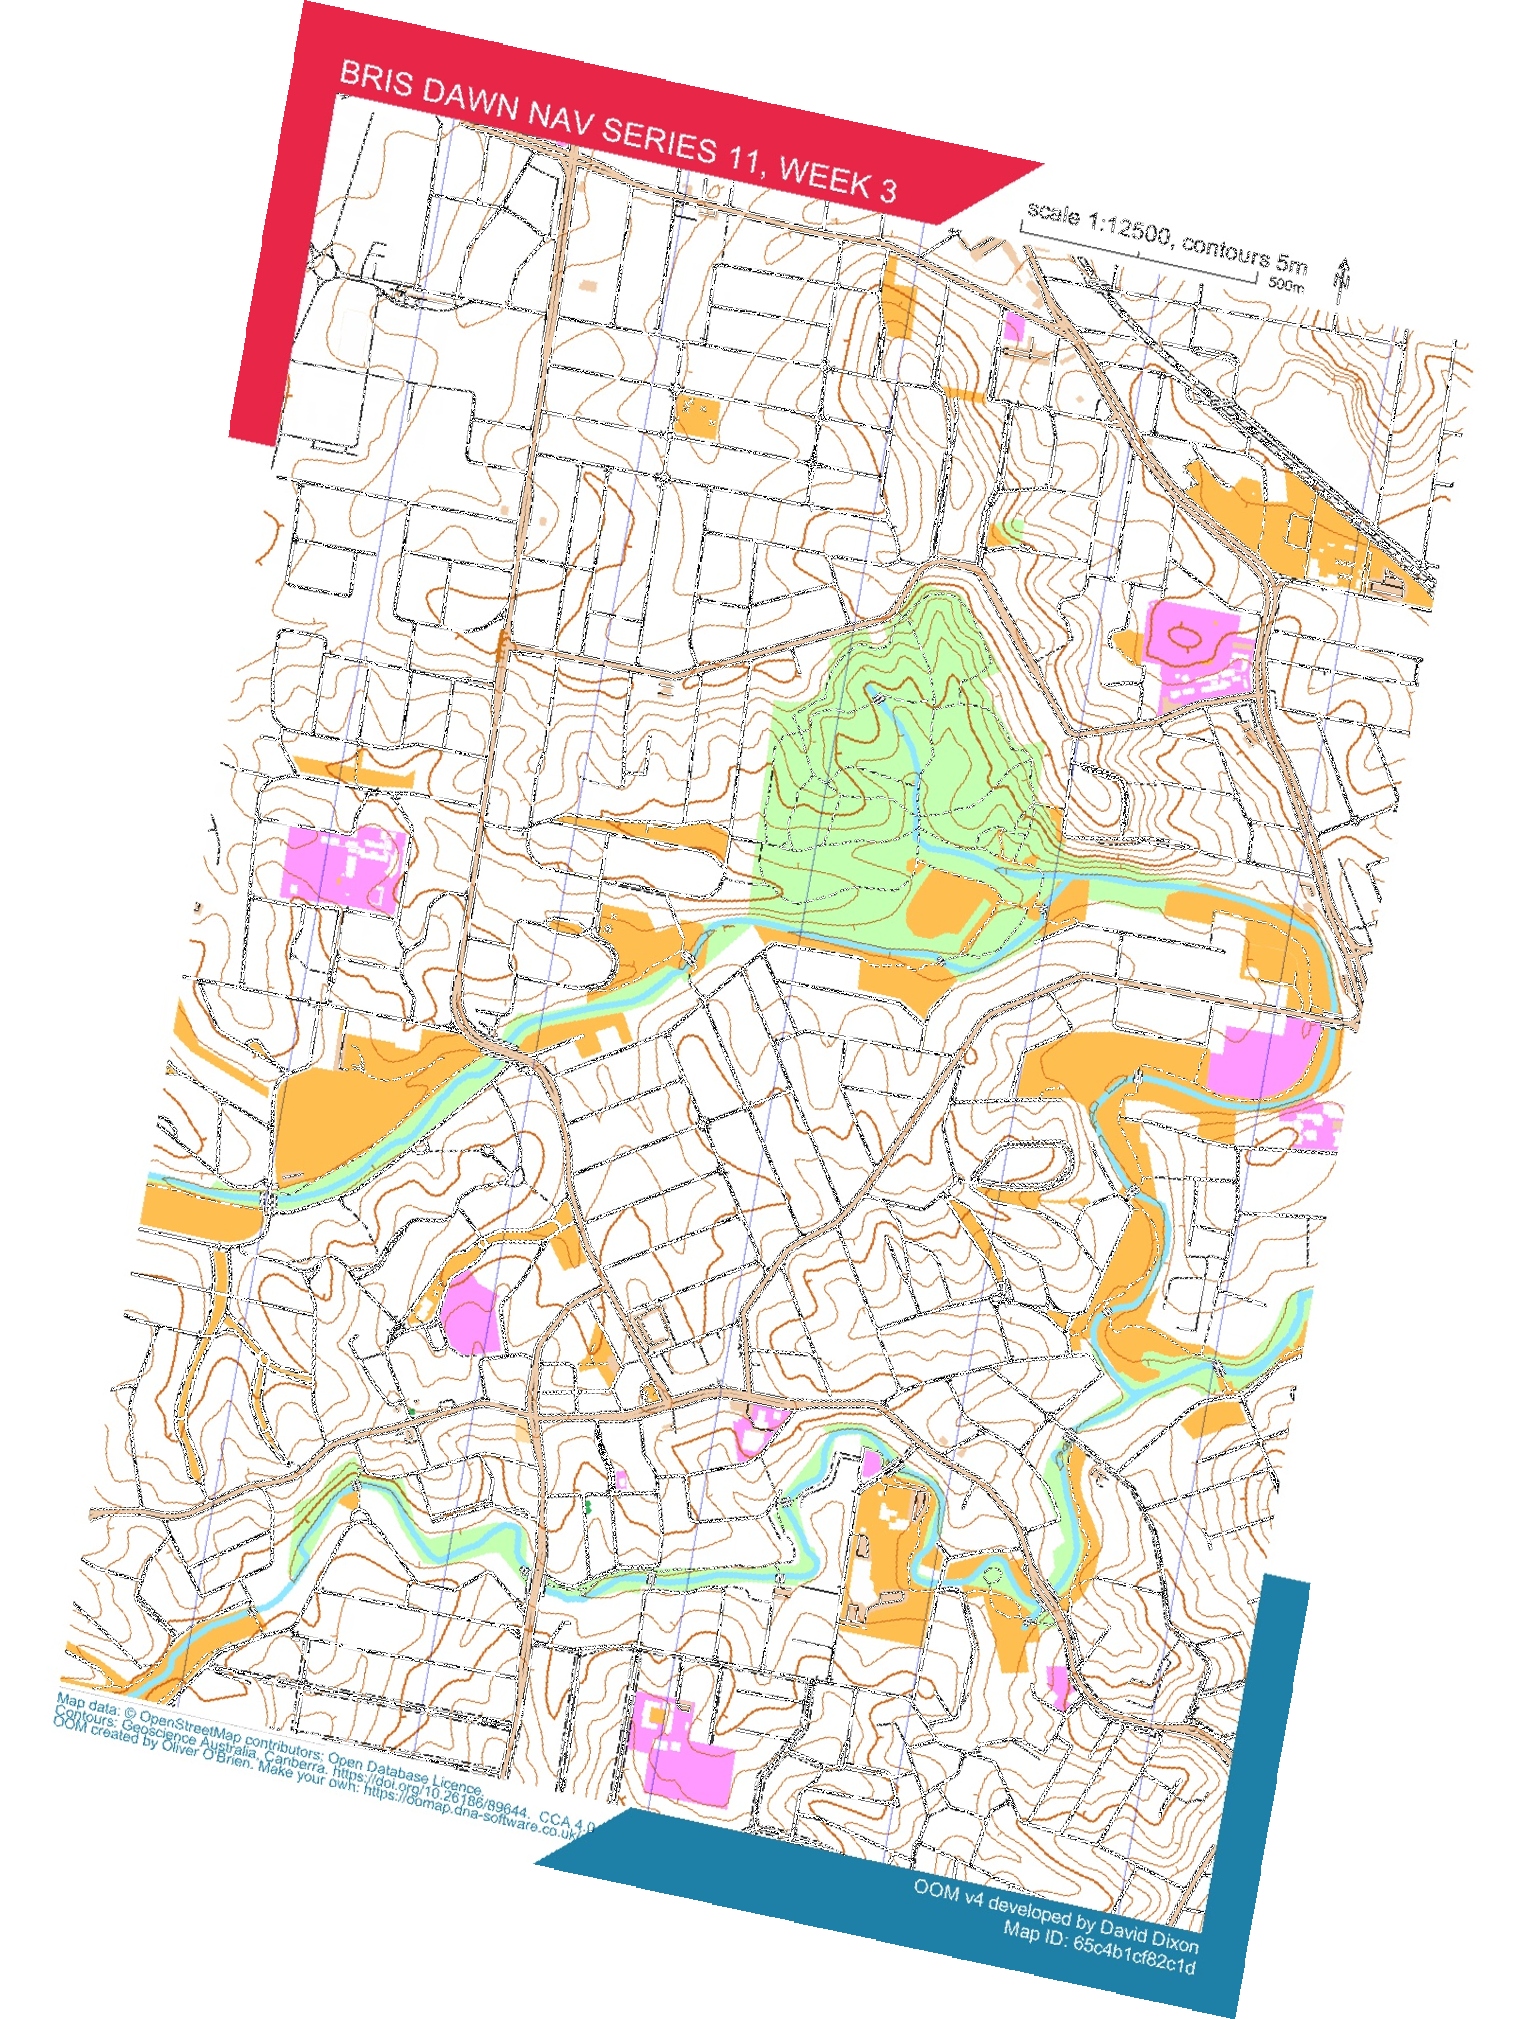 BRIS DAWN NAV SERIES 11, WEEK 3
scale 1:12500, contours 5m
500m
N
Map data: © OpenStreetMap contributors: Open Database Licence.
Contours: Geoscience Australia, Canberra. https://doi.org/10.26186/89644. CCA 4.0
OOM created by Oliver O'Brien. Make your own: https://oomap.dna-software.co.uk/
OOM v4 developed by David Dixon
Map ID: 65c4b1cf82c1d